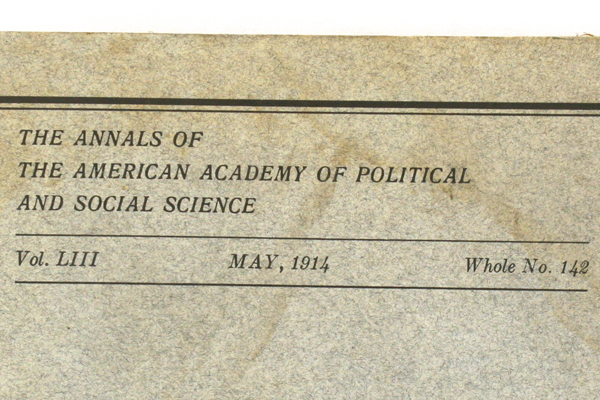 THE ANNALS OF
THE AMERICAN ACADEMY OF POLITICAL
AND SOCIAL SCIENCE
Vol. LIII MAY, 1914 Whole No. 142